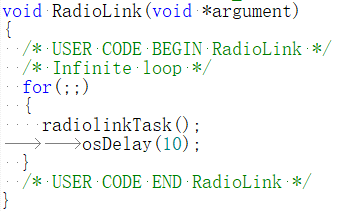 void RadioLink(void *argument)
{
  /* USER CODE BEGIN RadioLink */
  /* Infinite loop */
  for(;;)
  {
    radiolinkTask();
		osDelay(10);
  }
  /* USER CODE END RadioLink */
}